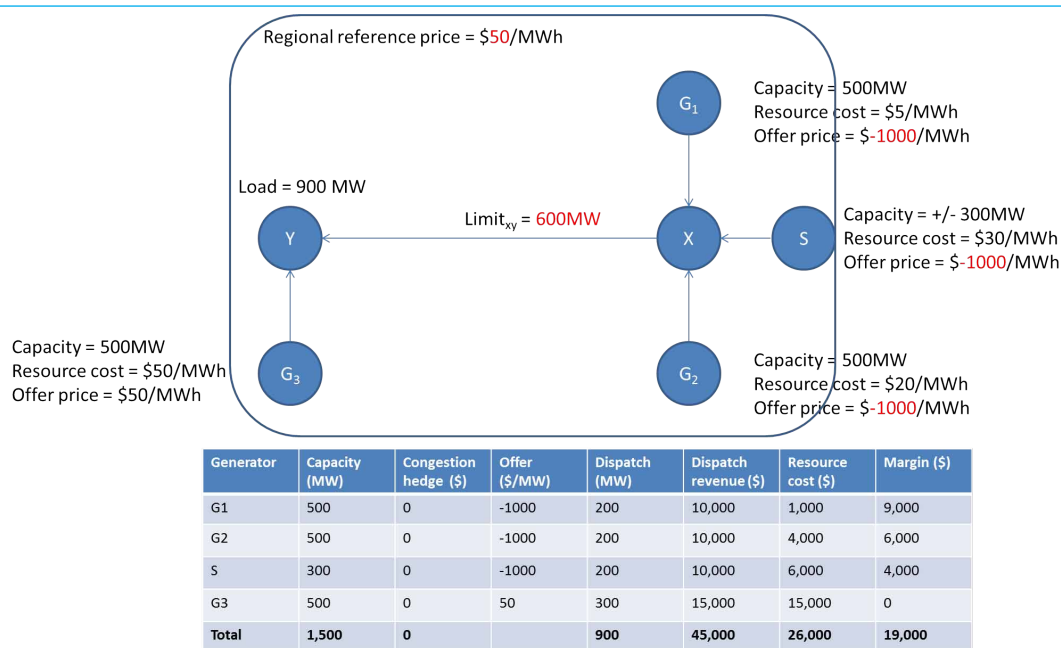 Regional reference price = $50/MWh
G1
Capacity = 500MW
Resource cost = $5/MWh
Offer price = $-1000/MWh
Load = 900 MW
Y
Limitxy = 600MW
X
S
Capacity = +/- 300MW
Resource cost = $30/MWh
Offer price = $-1000/MWh
Capacity = 500MW
Resource cost = $50/MWh
Offer price = $50/MWh
G3
G2
Capacity = 500MW
Resource cost = $20/MWh
Offer price = $-1000/MWh
Generator Capacity (MW) Congestion hedge ($) Offer ($/MW) Dispatch (MW) Dispatch revenue ($) Resource cost ($) Margin ($)
G1 500 0 -1000 200 10,000 1,000 9,000
G2 500 0 -1000 200 10,000 4,000 6,000
S 300 0 -1000 200 10,000 6,000 4,000
G3 500 0 50 300 15,000 15,000 0
Total 1,500 0 900 45,000 26,000 19,000